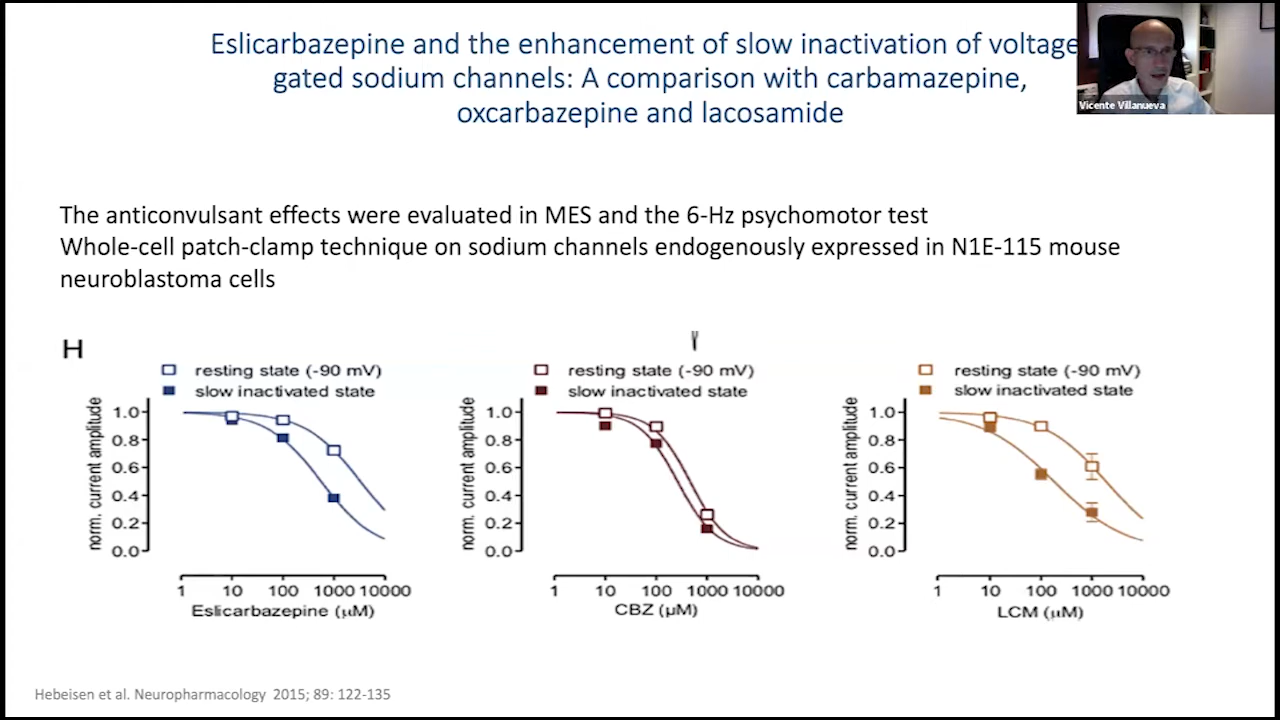 Eslicarbazepine and the enhancement of slow inactivation of voltage
gated sodium channels: A comparison with carbamazepine,
oxcarbazepine and lacosamide
Vicente Villanueva
The anticonvulsant effects were evaluated in MES and the 6-Hz psychomotor test
Whole-cell patch-clamp technique on sodium channels endogenously expressed in N1E-115 mouse
neuroblastoma cells
H
resting state (-90 mV)
slow inactivated state
norm. current amplitude
1.0
0.8
0.6
0.4
0.2
0.0
1 10 100 1000 10000
Eslicarbazepine (µM)
resting state (-90 mV)
slow inactivated state
norm. current amplitude
1.0
0.8
0.6
0.4
0.2
0.0
1 10 100 1000 10000
CBZ (µM)
resting state (-90 mV)
slow inactivated state
norm. current amplitude
1.0
0.8
0.6
0.4
0.2
0.0
1 10 100 1000 10000
LCM (µM)
Hebeisen et al. Neuropharmacology 2015; 89: 122-135